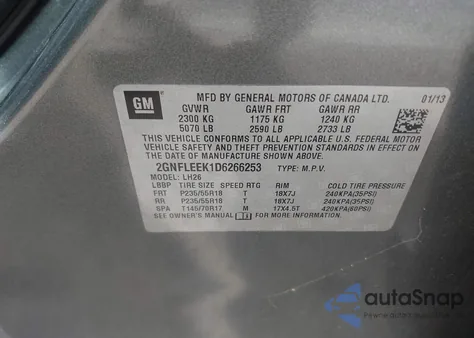 GM
MFD BY GENERAL MOTORS OF CANADA LTD. 01/13
GVWR GAWR FRT GAWR RR
2300 KG 1175 KG 1240 KG
5070 LB 2590 LB 2733 LB
THIS VEHICLE CONFORMS TO ALL APPLICABLE U.S. FEDERAL MOTOR
VEHICLE SAFETY AND THEFT PREVENTION STANDARDS IN EFFECT ON
THE DATE OF MANUFACTURE SHOWN ABOVE.
2GNFLEEK1D6266253 TYPE: M.P.V.
MODEL: LH26
LBBP TIRE SIZE SPEED RTG RIM COLD TIRE PRESSURE
FRT P235/55R18 T 18X7J 240KPA(35PSI)
RR P235/55R18 T 18X7J 240KPA(35PSI)
SPA T145/70R17 M 17X4.5T 420KPA(60PSI)
SEE OWNER'S MANUAL FOR MORE INFORMATION.
autoSnap